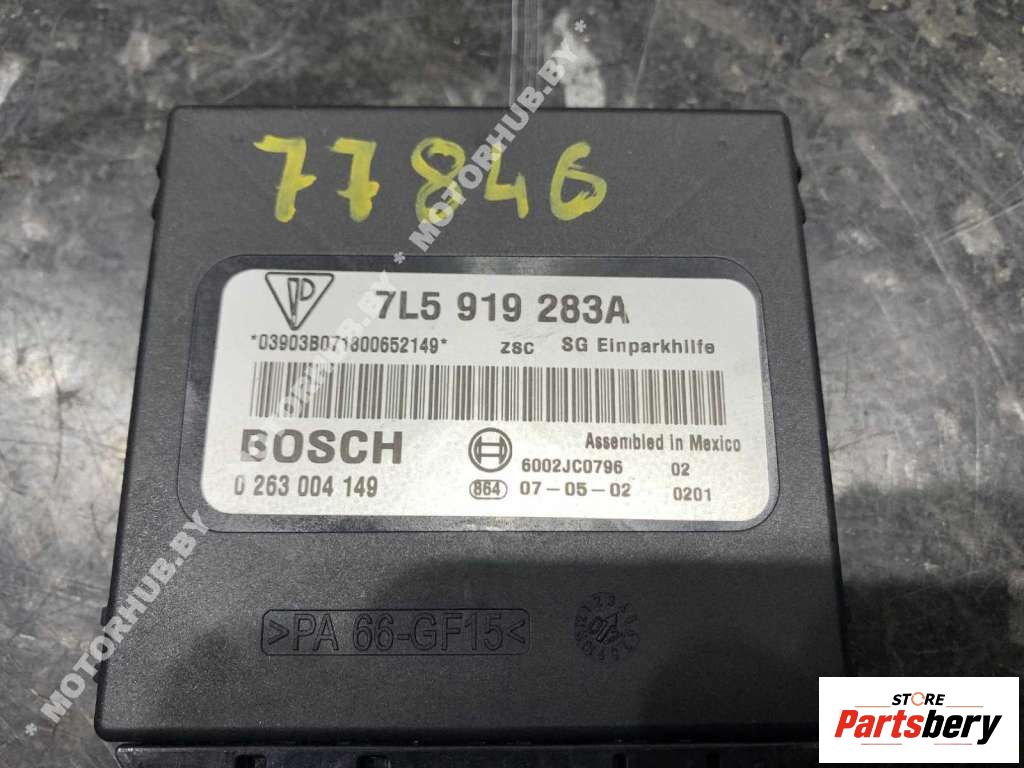 77846
7L5 919 283A
*03903B071800652149* ZSC SG Einparkhilfe
BOSCH
Assembled in Mexico
6002JC0796 02
0 263 004 149
864 07-05-02 0201
>PA 66-GF15<
* MOTORHUB.BY * MOTORHUB.BY * MOTORHUB.BY *
STORE
Partsbery